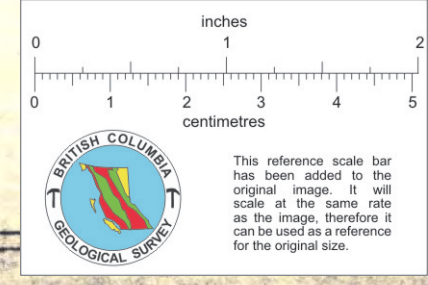 inches
0 1 2
0 1 2 3 4 5
centimetres
BRITISH COLUMBIA
GEOLOGICAL SURVEY
This reference scale bar
has been added to the
original image. It will
scale at the same rate
as the image, therefore it
can be used as a reference
for the original size.